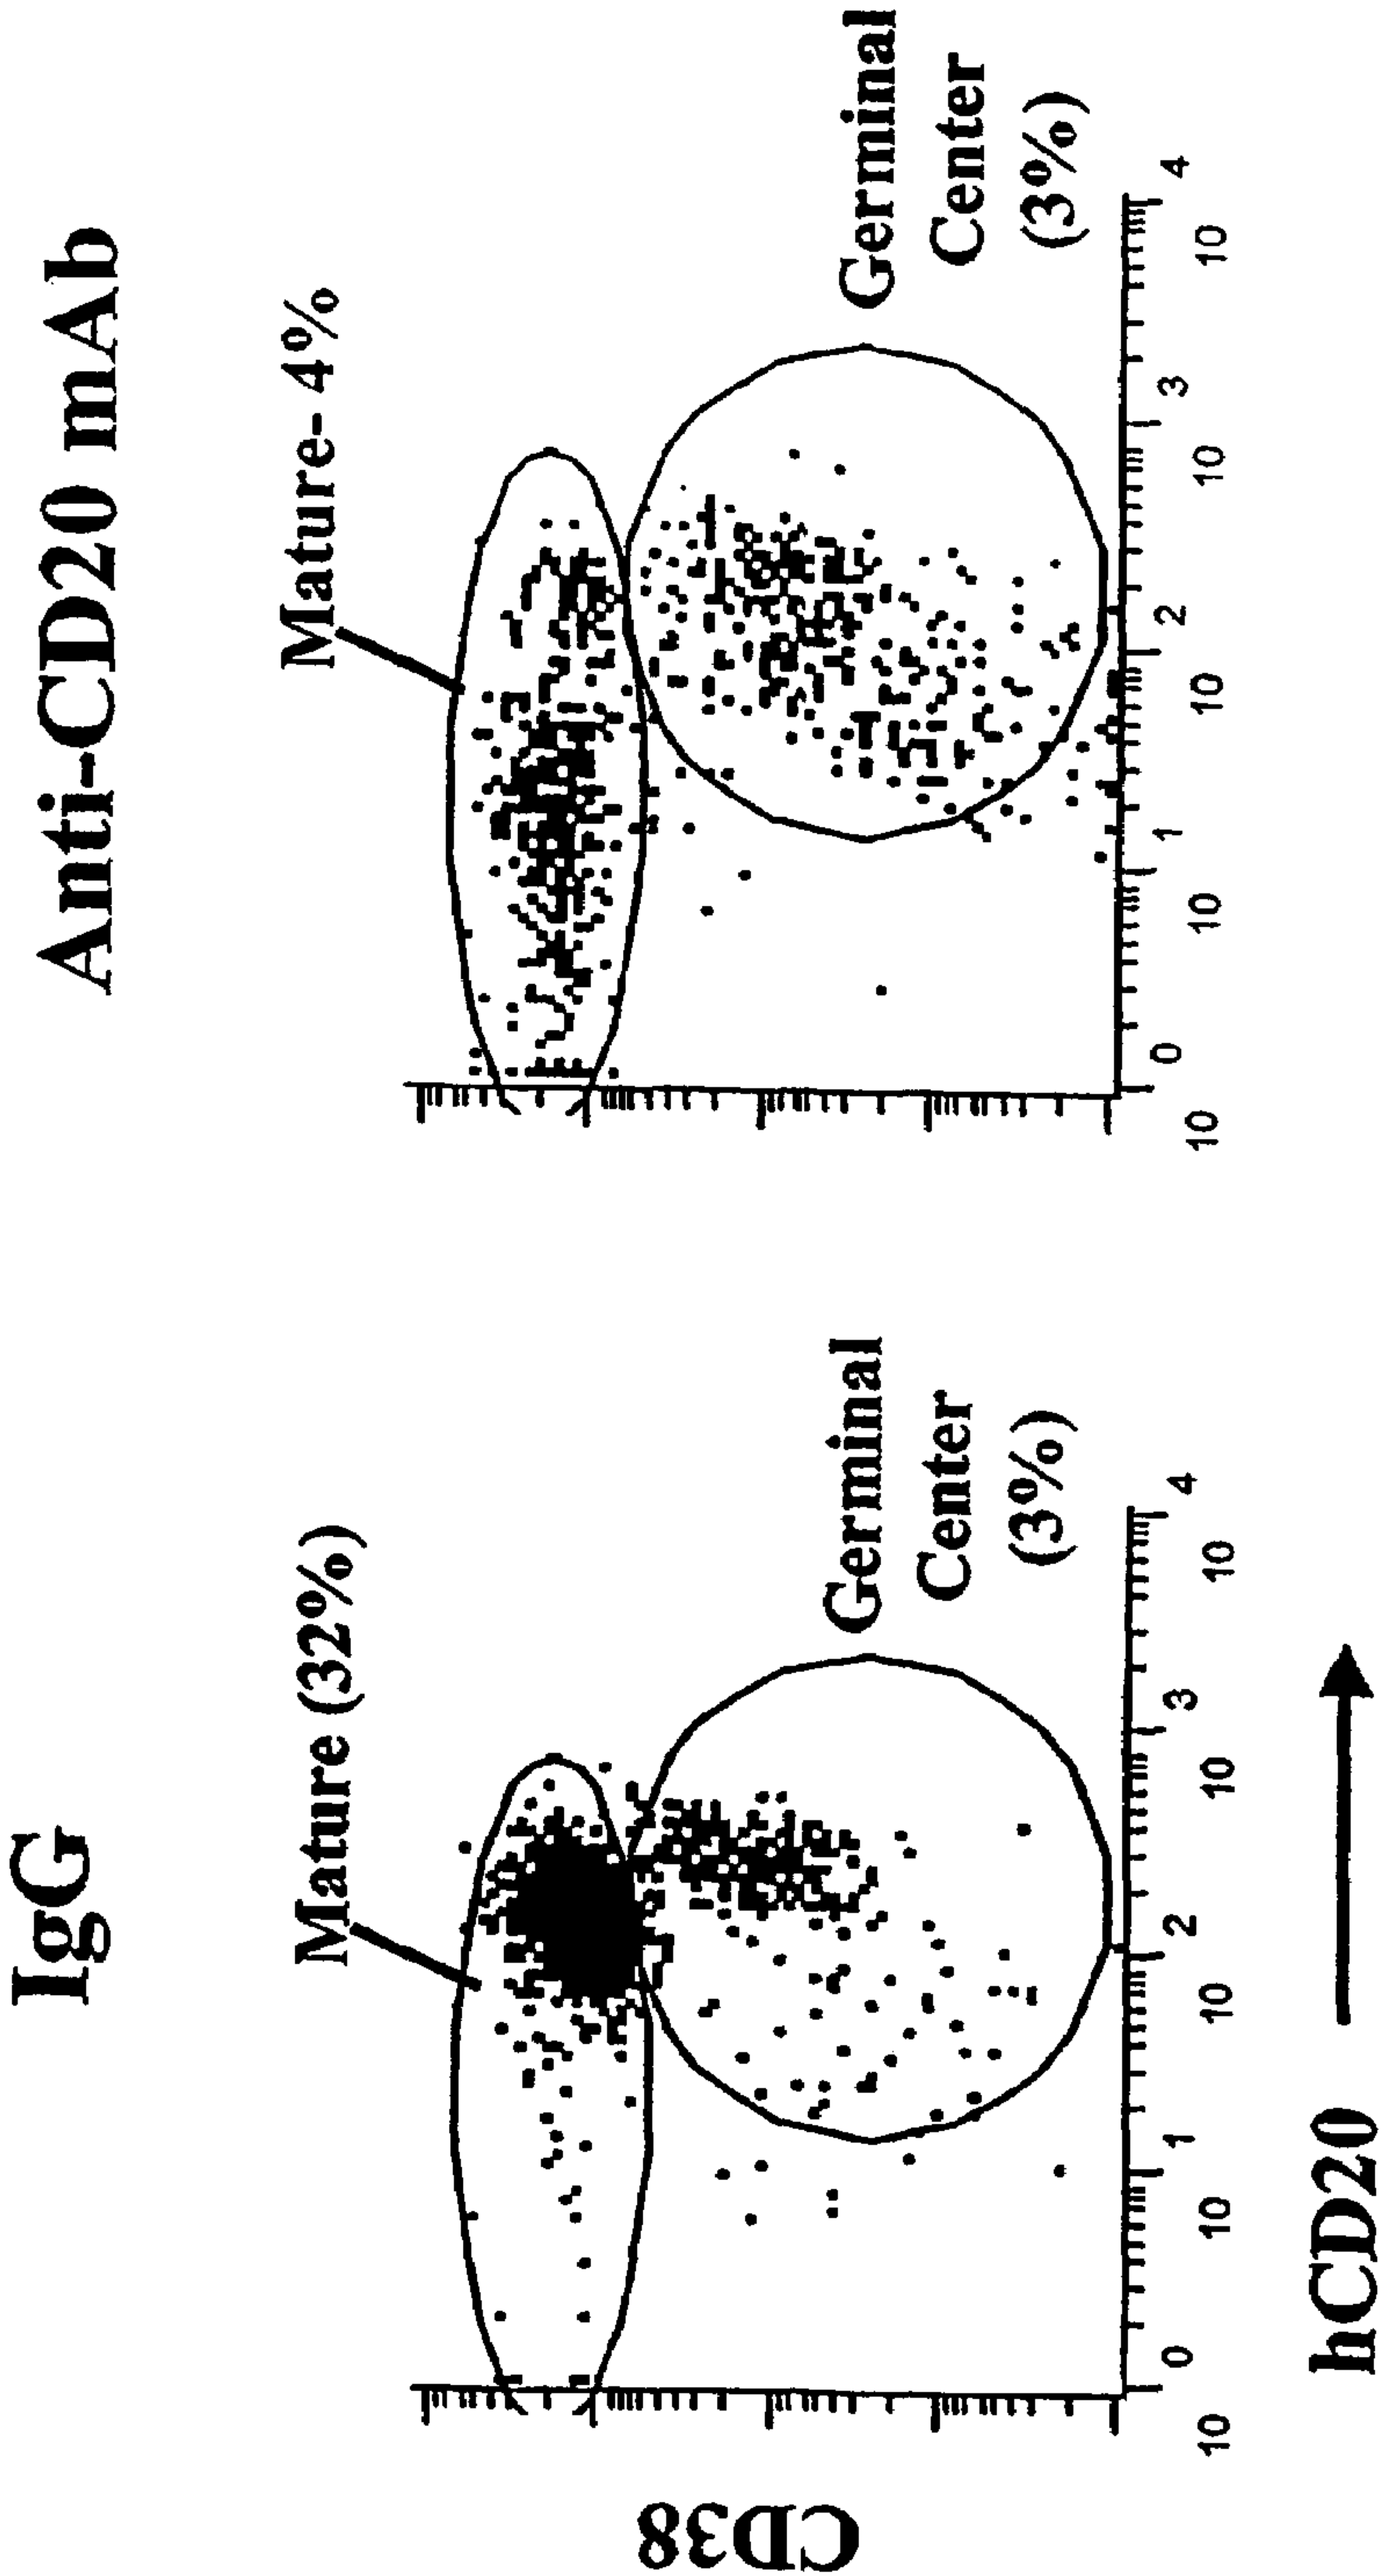 IgG
Mature (32%)
Germinal
Center
(3%)
CD38
10 0
10 1
10 2
10 3
10 4
hCD20
Anti-CD20 mAb
Mature- 4%
Germinal
Center
(3%)
10 0
10 1
10 2
10 3
10 4